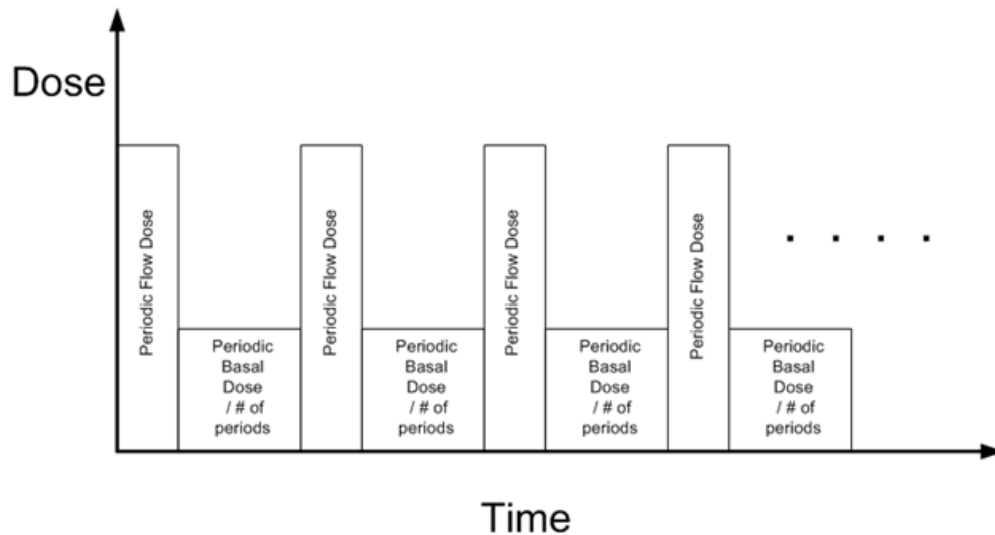 Dose
Periodic Flow Dose
Periodic
Basal
Dose
/ # of
periods
Periodic Flow Dose
Periodic
Basal
Dose
/ # of
periods
Periodic Flow Dose
Periodic
Basal
Dose
/ # of
periods
Periodic Flow Dose
Periodic
Basal
Dose
/ # of
periods
. . . .
Time